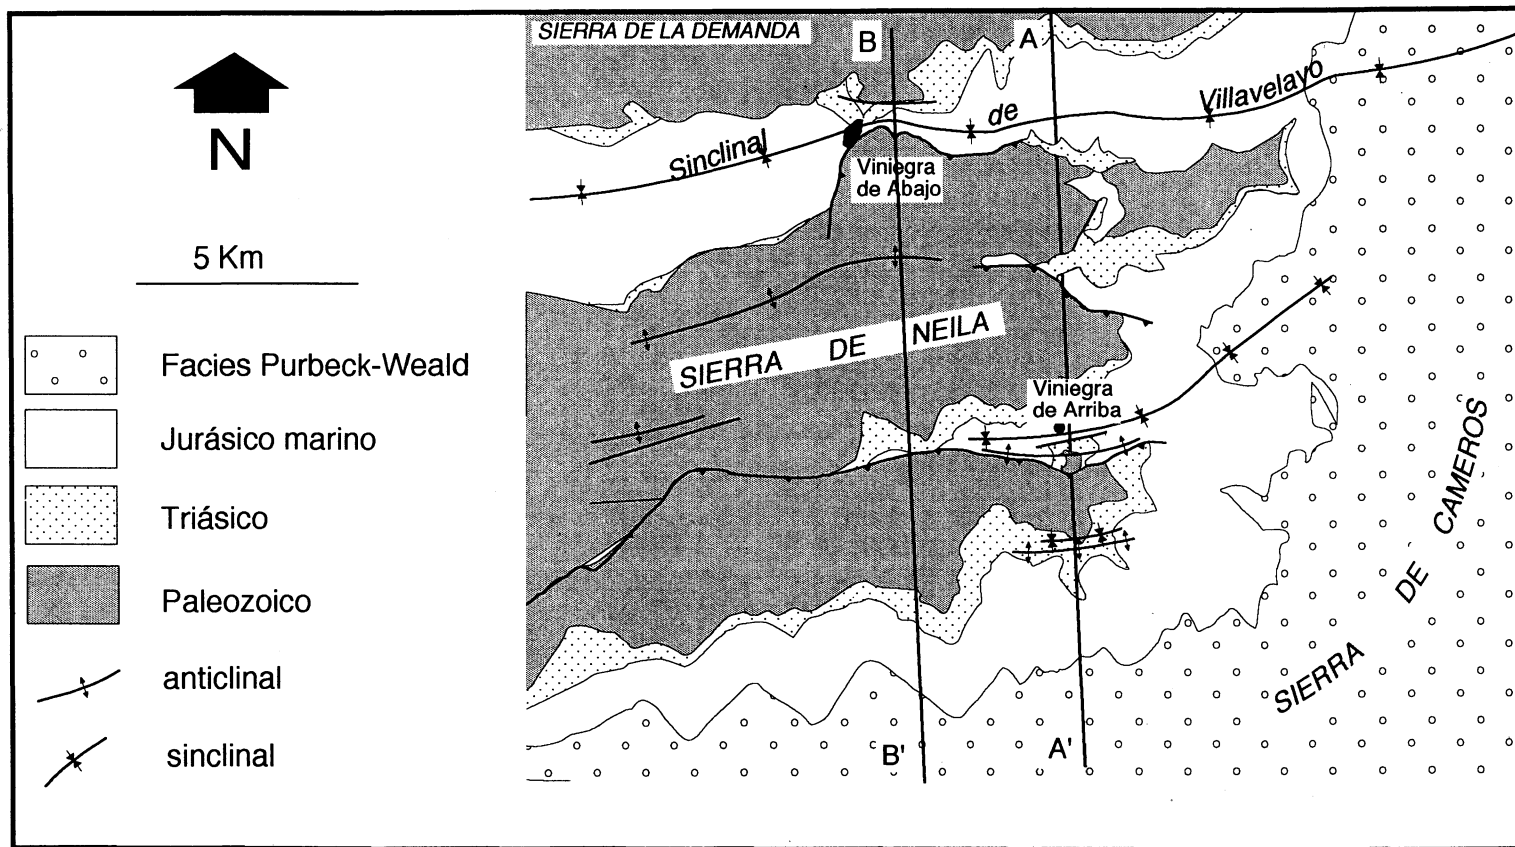 SIERRA DE LA DEMANDA
B
A
N
Sinclinal
de
Villavelayo
Viniegra
de Abajo
5 Km
SIERRA DE NEILA
Viniegra
de Arriba
Facies Purbeck-Weald
Jurásico marino
Triásico
Paleozoico
anticlinal
sinclinal
SIERRA
DE
CAMEROS
B'
A'